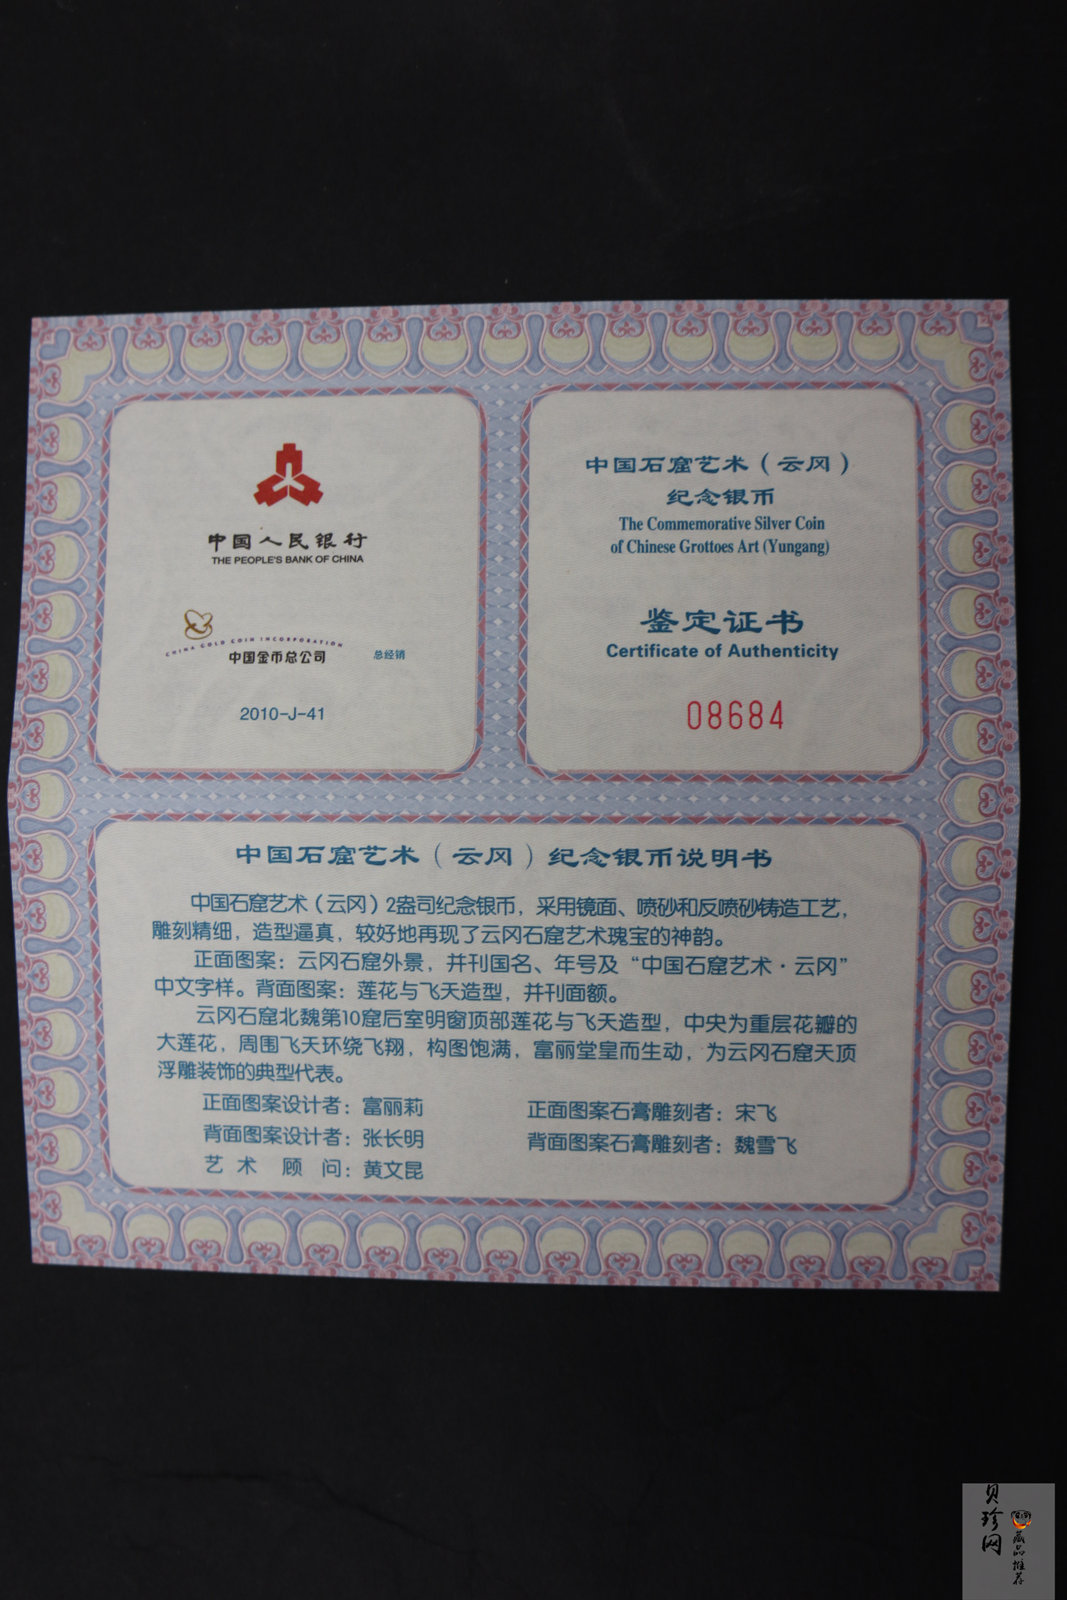 中国人民银行
THE PEOPLE'S BANK OF CHINA
CHINA GOLD COIN INCORPORATION
中国金币总公司 总经销
2010-J-41
中国石窟艺术（云冈）
纪念银币
The Commemorative Silver Coin
of Chinese Grottoes Art (Yungang)
鉴定证书
Certificate of Authenticity
08684
中国石窟艺术（云冈）纪念银币说明书
中国石窟艺术（云冈）2盎司纪念银币，采用镜面、喷砂和反喷砂铸造工艺，
雕刻精细，造型逼真，较好地再现了云冈石窟艺术瑰宝的神韵。
正面图案：云冈石窟外景，并刊国名、年号及“中国石窟艺术·云冈”
中文字样。背面图案：莲花与飞天造型，并刊面额。
云冈石窟北魏第10窟后室明窗顶部莲花与飞天造型，中央为重层花瓣的
大莲花，周围飞天环绕飞翔，构图饱满，富丽堂皇而生动，为云冈石窟天顶
浮雕装饰的典型代表。
正面图案设计者：富丽莉 正面图案石膏雕刻者：宋飞
背面图案设计者：张长明 背面图案石膏雕刻者：魏雪飞
艺术顾问：黄文昆
贝珍网
藏品推荐